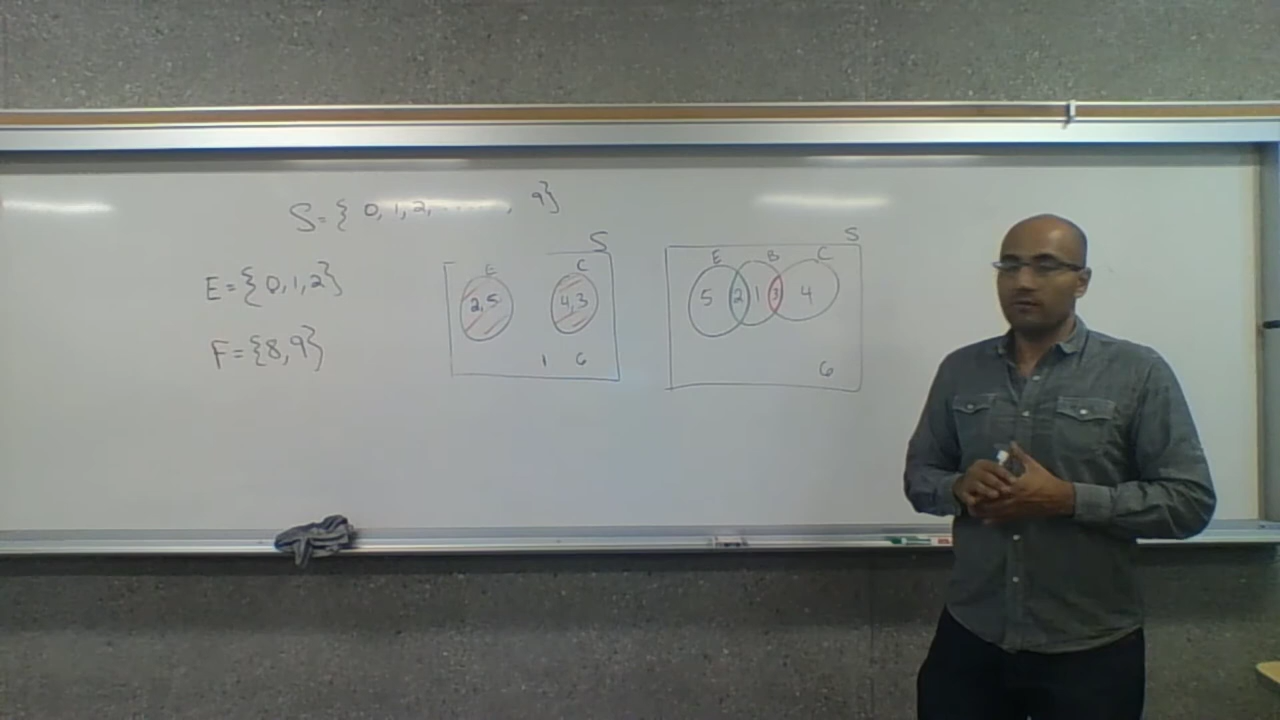 S={ 0, 1, 2, ......., 9}
E={0,1,2}
F={8,9}
S
E C
2,5 4,3
1 6
S
E B C
5 2 1 3 4
6